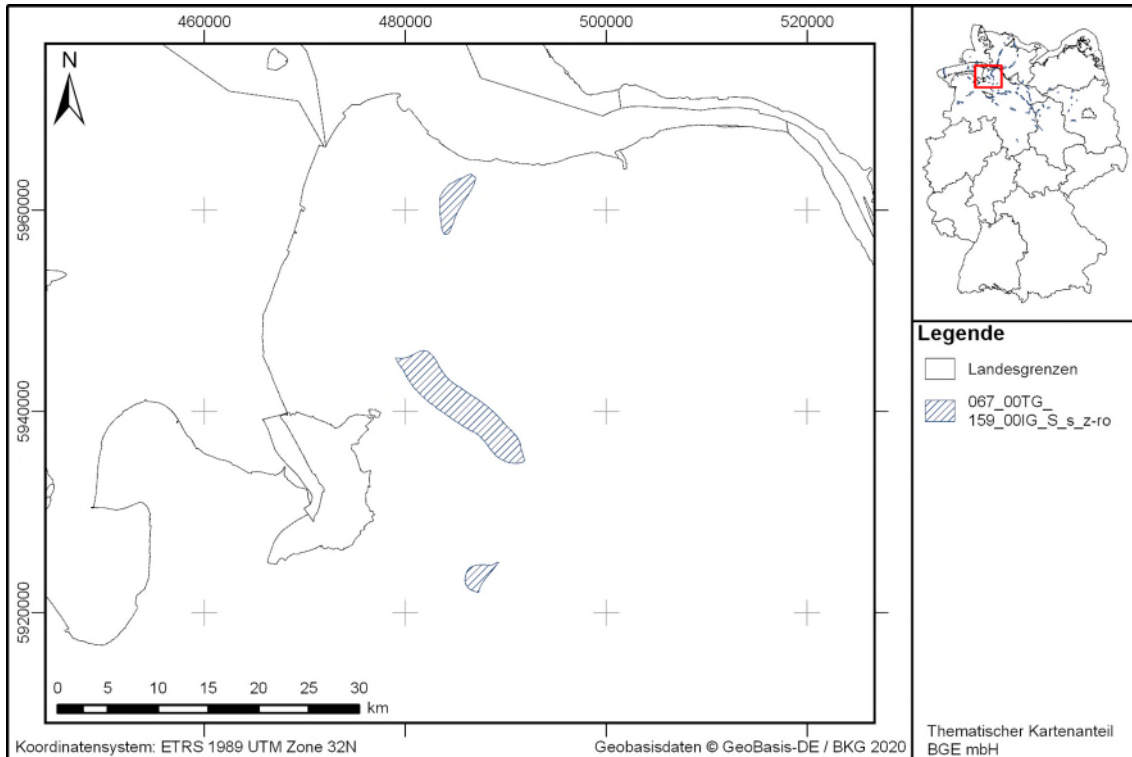 460000 480000 500000 520000
N
5960000
5940000
5920000
0 5 10 15 20 25 30
km
Koordinatensystem: ETRS 1989 UTM Zone 32N
Geobasisdaten © GeoBasis-DE / BKG 2020
Legende
Landesgrenzen
067_00TG_
159_00IG_S_s_z-ro
Thematischer Kartenanteil
BGE mbH